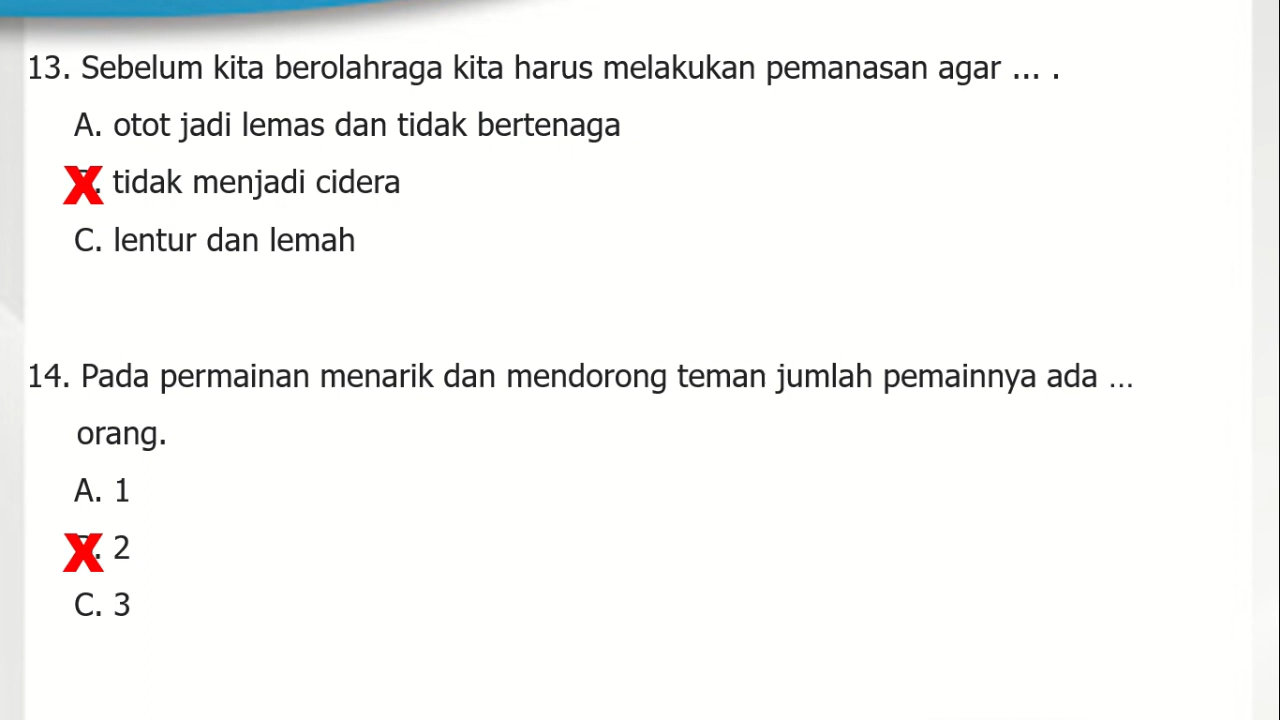 13. Sebelum kita berolahraga kita harus melakukan pemanasan agar ... .
A. otot jadi lemas dan tidak bertenaga
X. tidak menjadi cidera
C. lentur dan lemah
14. Pada permainan menarik dan mendorong teman jumlah pemainnya ada ...
orang.
A. 1
X. 2
C. 3